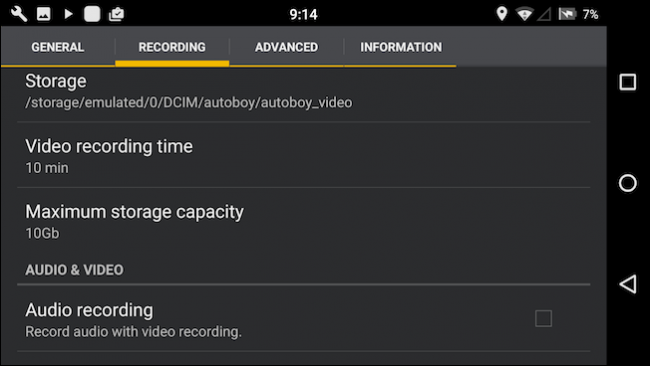 9:14
7%
GENERAL
RECORDING
ADVANCED
INFORMATION
Storage
/storage/emulated/0/DCIM/autoboy/autoboy_video
Video recording time
10 min
Maximum storage capacity
10Gb
AUDIO & VIDEO
Audio recording
Record audio with video recording.